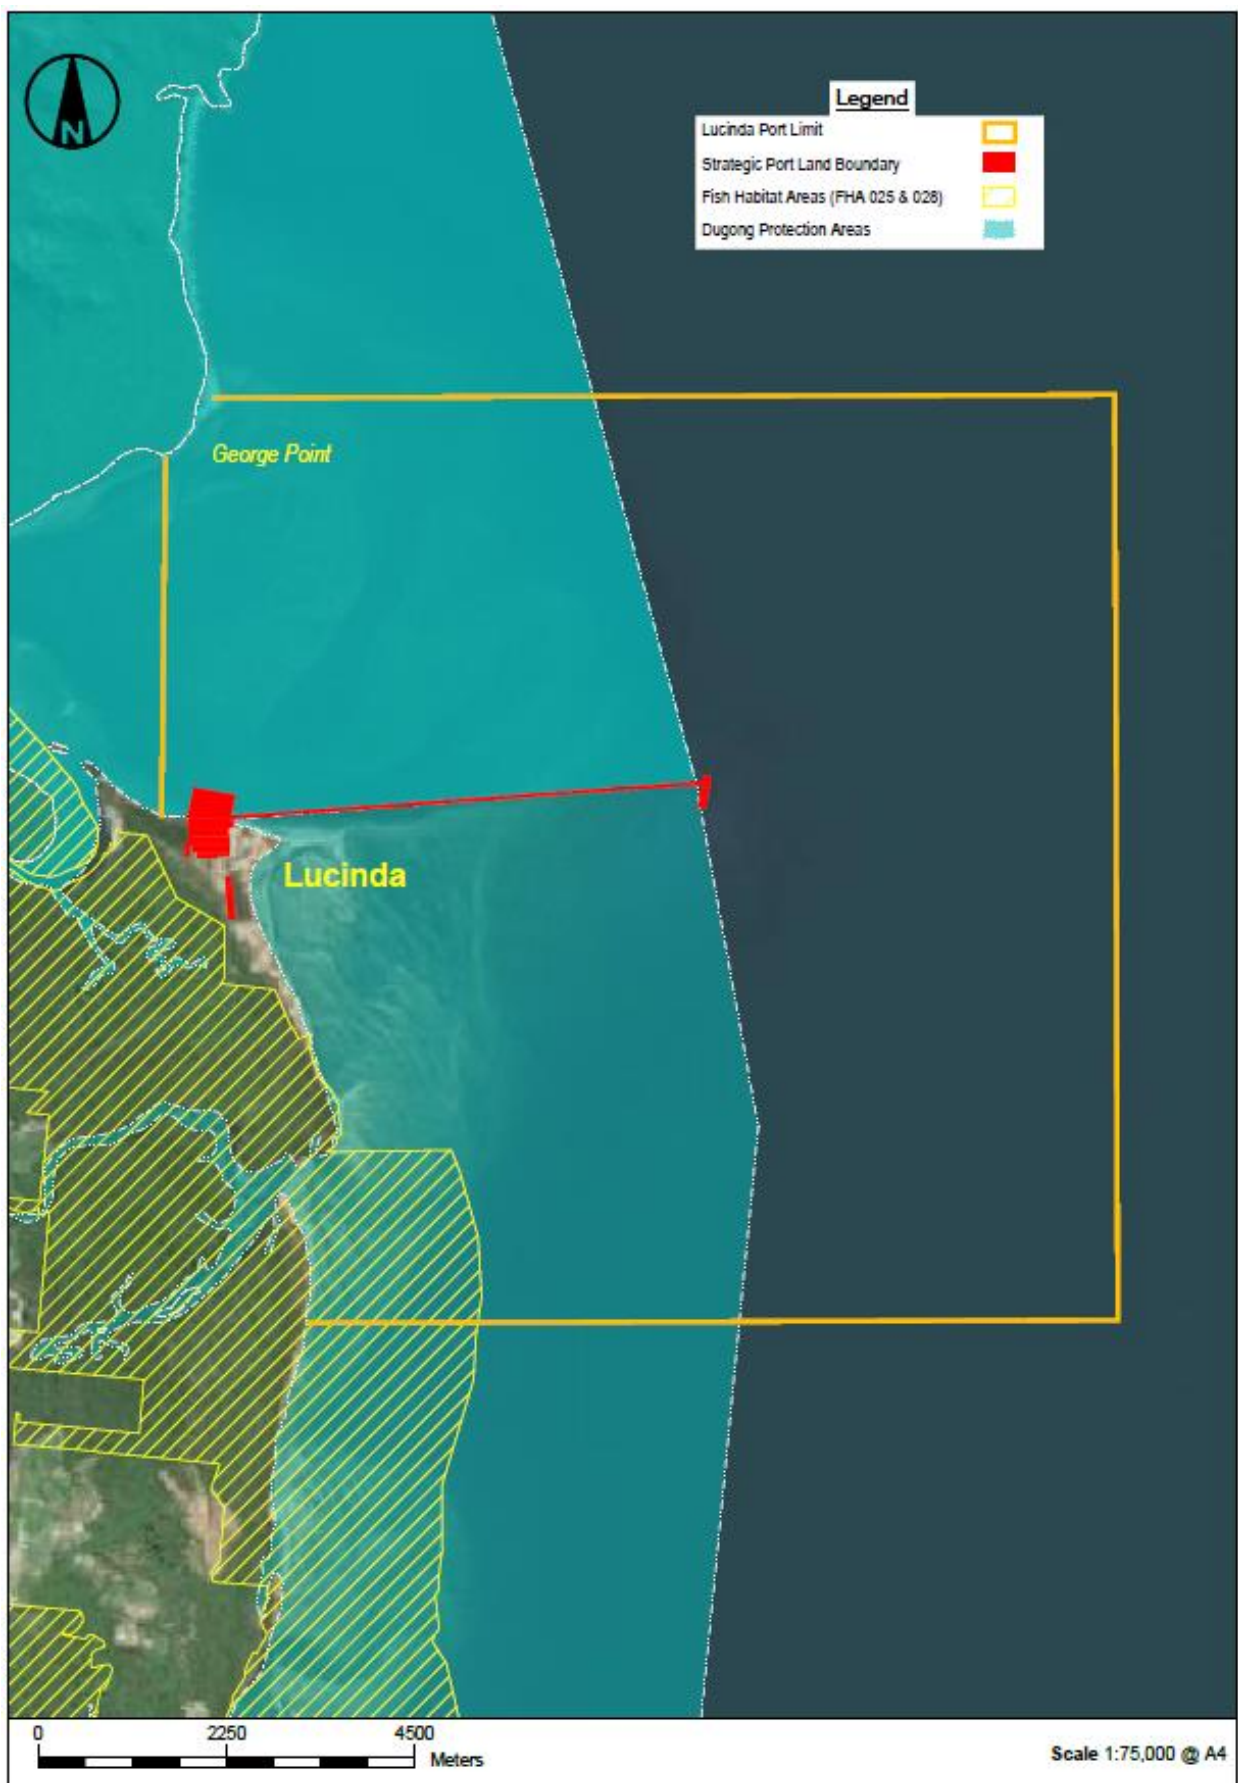 N
Legend
Lucinda Port Limit
Strategic Port Land Boundary
Fish Habitat Areas (FHA 025 & 028)
Dugong Protection Areas
George Point
Lucinda
0 2250 4500
Meters
Scale 1:75,000 @ A4